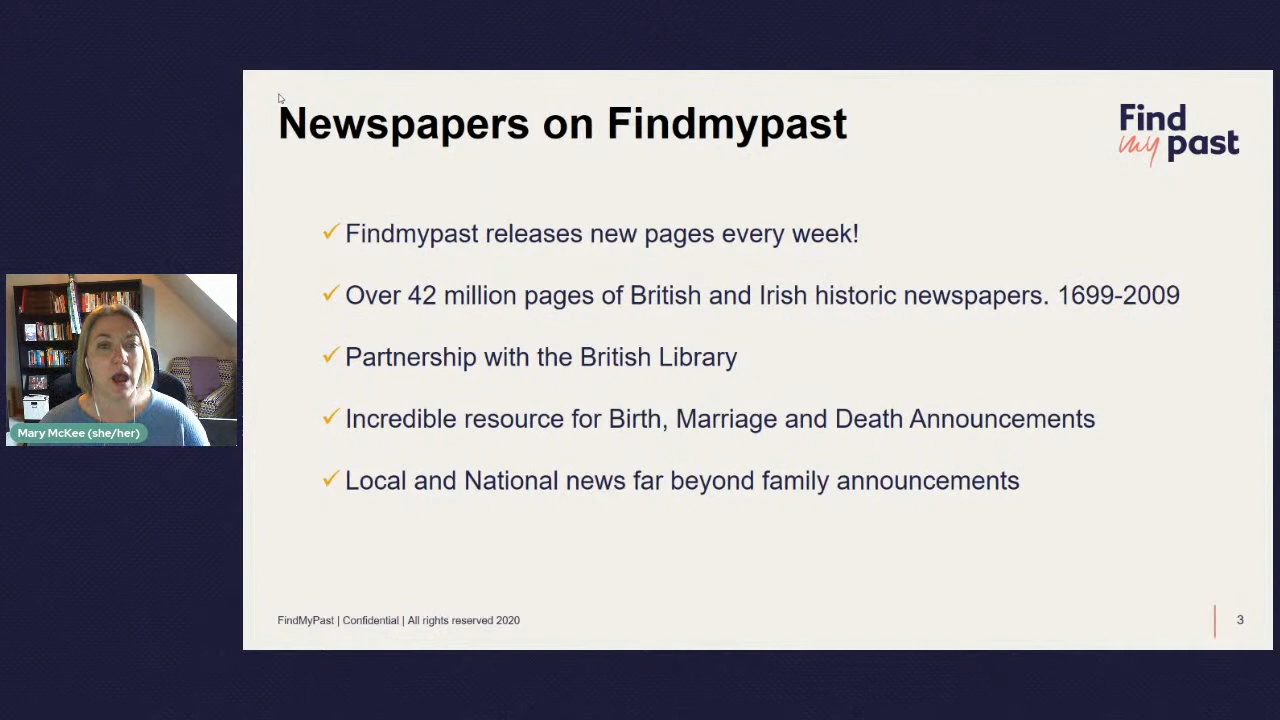 Newspapers on Findmypast
Find
my past
Findmypast releases new pages every week!
Over 42 million pages of British and Irish historic newspapers. 1699-2009
Partnership with the British Library
Incredible resource for Birth, Marriage and Death Announcements
Local and National news far beyond family announcements
Mary McKee (she/her)
FindMyPast | Confidential | All rights reserved 2020
3